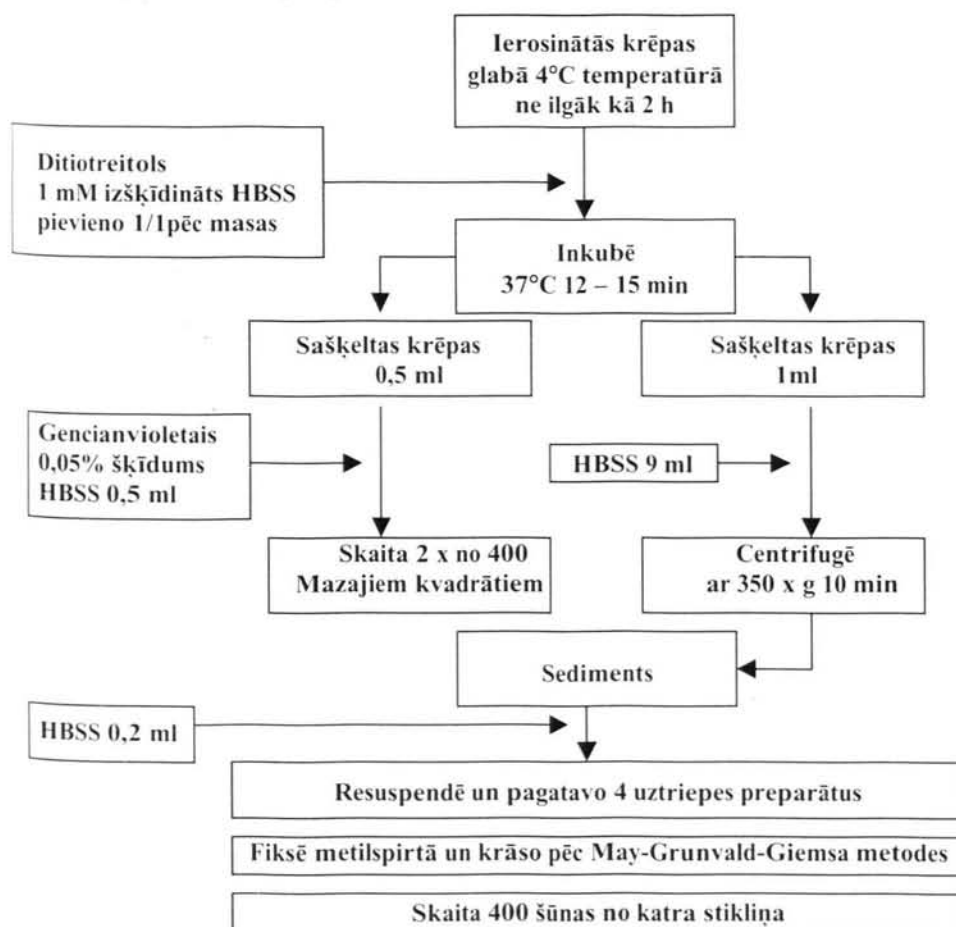 Ierosinātās krēpas
glabā 4°C temperatūrā
ne ilgāk kā 2 h
Ditiotreitols
1 mM izšķīdināts HBSS
pievieno 1/1pēc masas
Inkubē
37°C 12 – 15 min
Sašķeltas krēpas
0,5 ml
Sašķeltas krēpas
1ml
Gencianvioletais
0,05% šķīdums
HBSS 0,5 ml
HBSS 9 ml
Skaita 2 x no 400
Mazajiem kvadrātiem
Centrifugē
ar 350 x g 10 min
Sediments
HBSS 0,2 ml
Resuspendē un pagatavo 4 uztriepes preparātus
Fiksē metilspirtā un krāso pēc May-Grunvald-Giemsa metodes
Skaita 400 šūnas no katra stikliņa